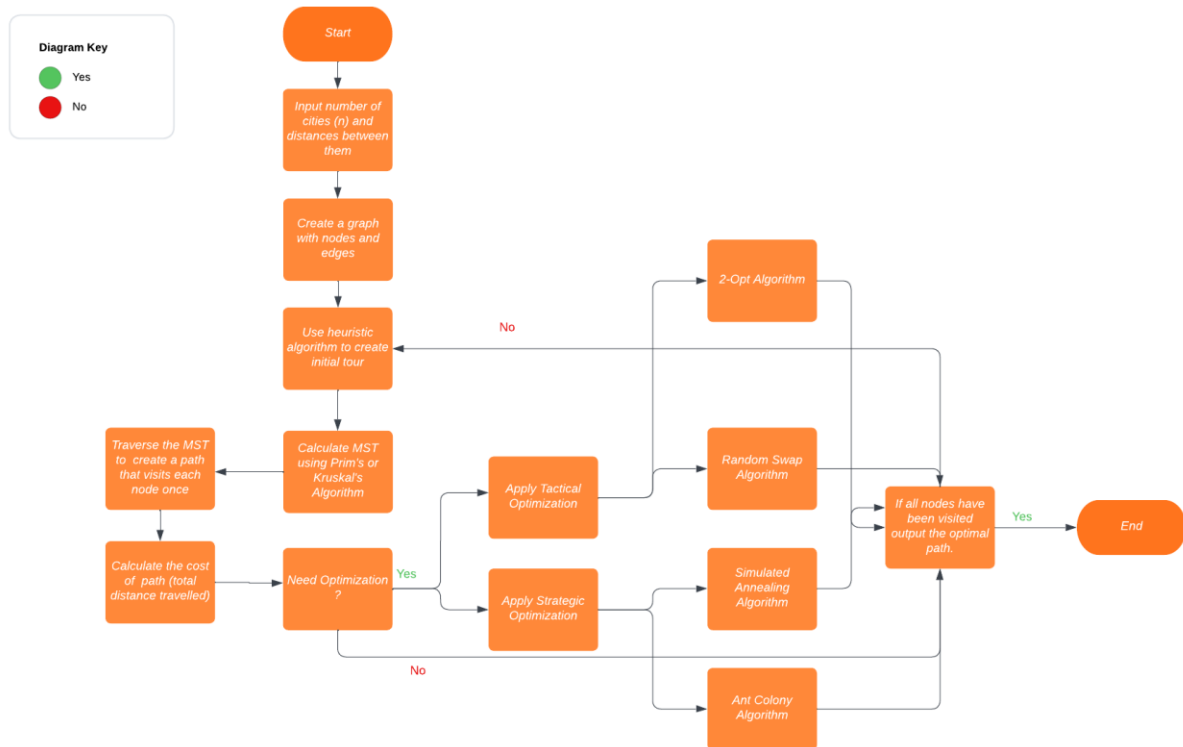 Diagram Key
Yes
No
Start
Input number of
cities (n) and
distances between
them
Create a graph
with nodes and
edges
Use heuristic
algorithm to create
initial tour
No
2-Opt Algorithm
Traverse the MST
to create a path
that visits each
node once
Calculate MST
using Prim's or
Kruskal's
Algorithm
Apply Tactical
Optimization
Random Swap
Algorithm
If all nodes have
been visited
output the optimal
path.
Yes
End
Calculate the cost
of path (total
distance travelled)
Need Optimization
?
Yes
Apply Strategic
Optimization
Simulated
Annealing
Algorithm
No
Ant Colony
Algorithm